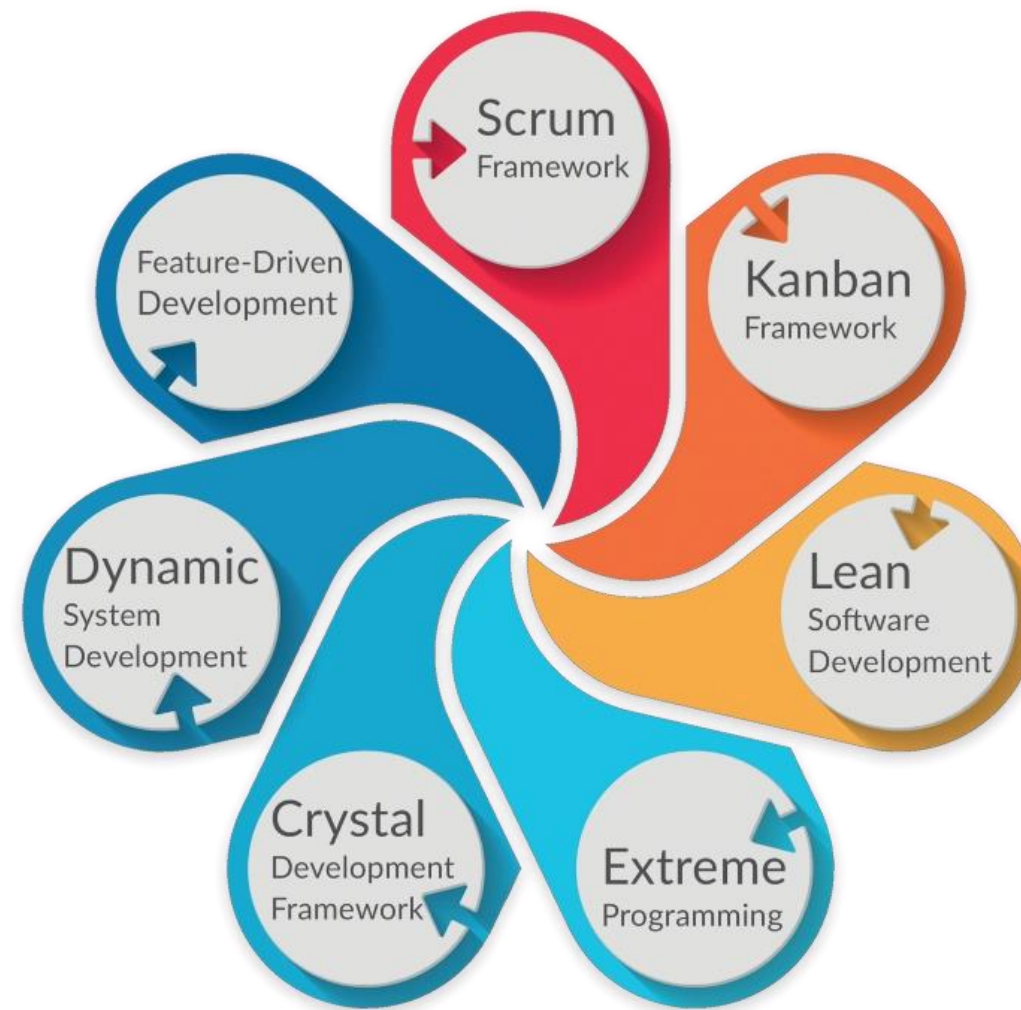 Scrum
Framework
Kanban
Framework
Lean
Software
Development
Extreme
Programming
Crystal
Development
Framework
Dynamic
System
Development
Feature-Driven
Development